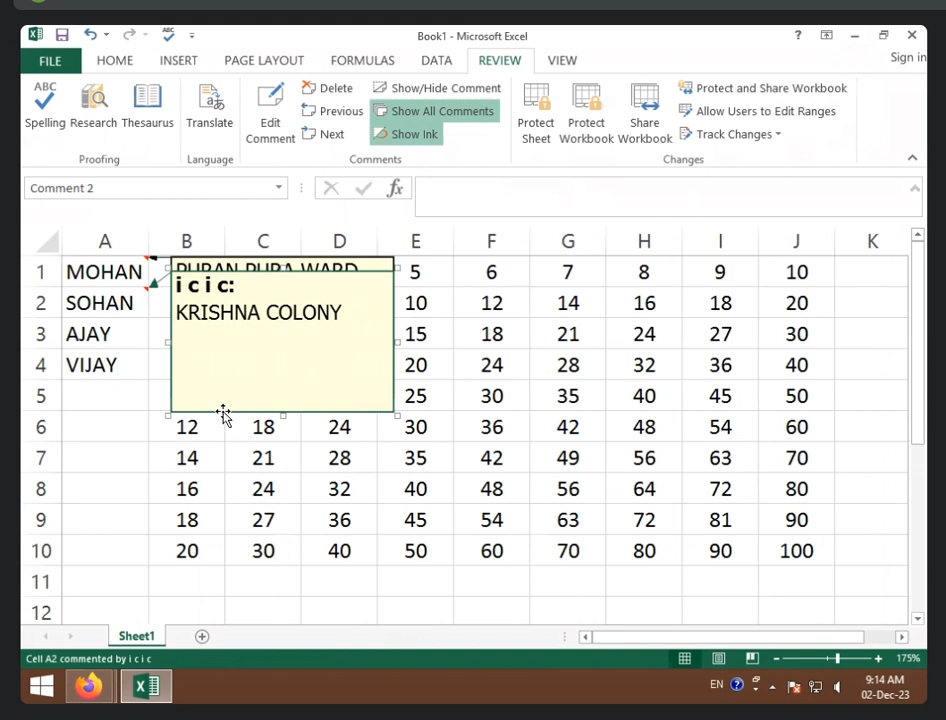 Book1 - Microsoft Excel
Sign in
FILE HOME INSERT PAGE LAYOUT FORMULAS DATA REVIEW VIEW
ABC
Spelling Research Thesaurus
Proofing
Translate
Language
Edit Comment
Delete
Previous
Next
Show/Hide Comment
Show All Comments
Show Ink
Comments
Protect Sheet
Protect Workbook
Share Workbook
Protect and Share Workbook
Allow Users to Edit Ranges
Track Changes
Changes
Comment 2
fx
A B C D E F G H I J K
1 MOHAN 5 6 7 8 9 10
PURAN PURA WARD
i c i c:
KRISHNA COLONY
2 SOHAN 10 12 14 16 18 20
3 AJAY 15 18 21 24 27 30
4 VIJAY 20 24 28 32 36 40
5 25 30 35 40 45 50
6 12 18 24 30 36 42 48 54 60
7 14 21 28 35 42 49 56 63 70
8 16 24 32 40 48 56 64 72 80
9 18 27 36 45 54 63 72 81 90
10 20 30 40 50 60 70 80 90 100
11
12
Sheet1
Cell A2 commented by i c i c
175%
EN
9:14 AM
02-Dec-23